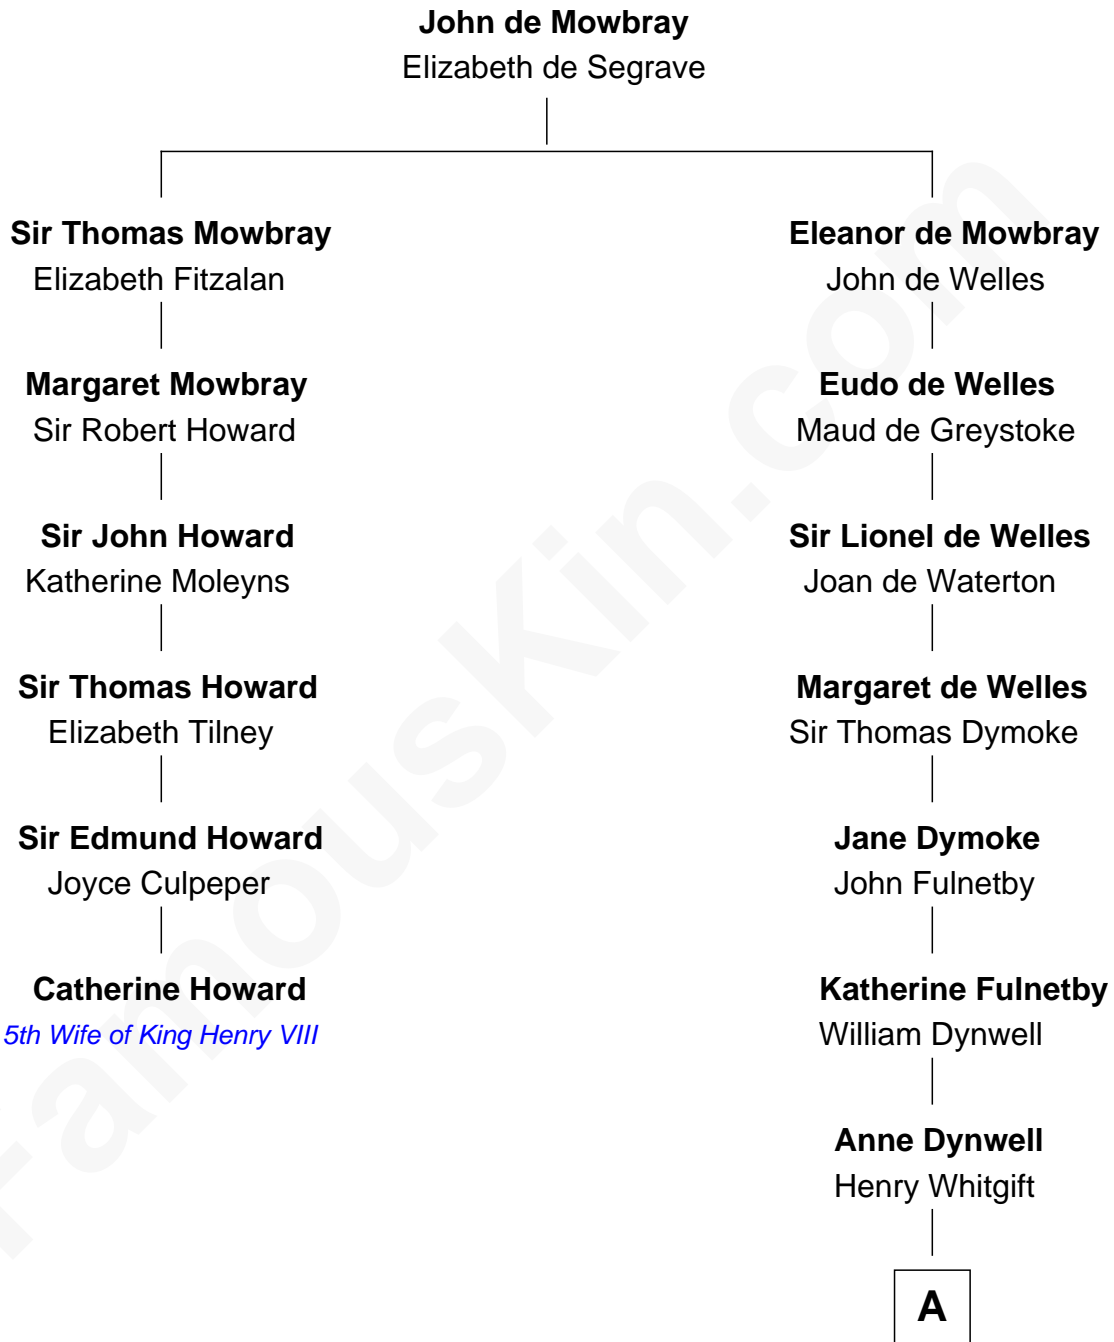 John de Mowbray
Elizabeth de Segrave
Sir Thomas Mowbray
Elizabeth Fitzalan
Margaret Mowbray
Sir Robert Howard
Sir John Howard
Katherine Moleyns
Sir Thomas Howard
Elizabeth Tilney
Sir Edmund Howard
Joyce Culpeper
Catherine Howard
5th Wife of King Henry VIII
Eleanor de Mowbray
John de Welles
Eudo de Welles
Maud de Greystoke
Sir Lionel de Welles
Joan de Waterton
Margaret de Welles
Sir Thomas Dymoke
Jane Dymoke
John Fulnetby
Katherine Fulnetby
William Dynwell
Anne Dynwell
Henry Whitgift
A
FamousKin.com